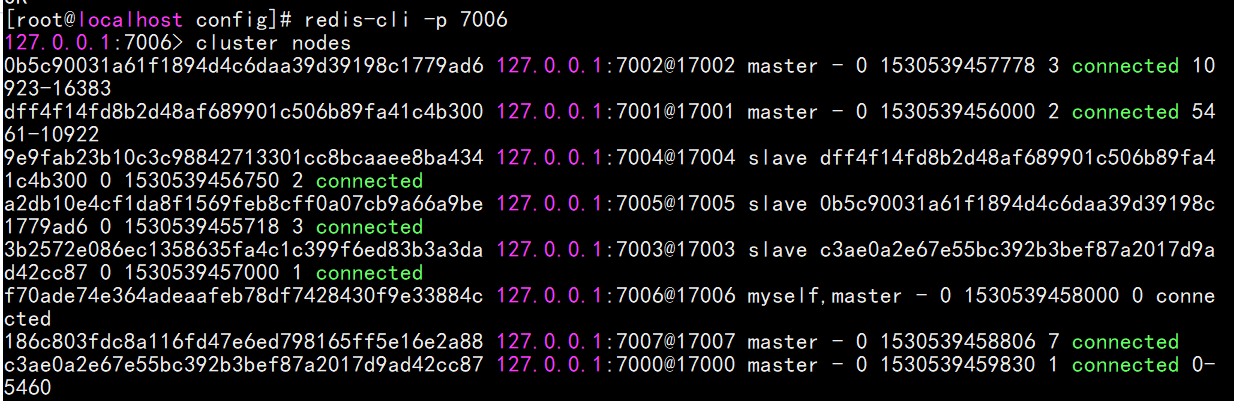 OK
[root@localhost config]# redis-cli -p 7006
127.0.0.1:7006> cluster nodes
0b5c90031a61f1894d4c6daa39d39198c1779ad6 127.0.0.1:7002@17002 master - 0 1530539457778 3 connected 10
923-16383
dff4f14fd8b2d48af689901c506b89fa41c4b300 127.0.0.1:7001@17001 master - 0 1530539456000 2 connected 54
61-10922
9e9fab23b10c3c98842713301cc8bcaaee8ba434 127.0.0.1:7004@17004 slave dff4f14fd8b2d48af689901c506b89fa4
1c4b300 0 1530539456750 2 connected
a2db10e4cf1da8f1569feb8cff0a07cb9a66a9be 127.0.0.1:7005@17005 slave 0b5c90031a61f1894d4c6daa39d39198c
1779ad6 0 1530539455718 3 connected
3b2572e086ec1358635fa4c1c399f6ed83b3a3da 127.0.0.1:7003@17003 slave c3ae0a2e67e55bc392b3bef87a2017d9a
d42cc87 0 1530539457000 1 connected
f70ade74e364adeaafeb78df7428430f9e33884c 127.0.0.1:7006@17006 myself,master - 0 1530539458000 0 conne
cted
186c803fdc8a116fd47e6ed798165ff5e16e2a88 127.0.0.1:7007@17007 master - 0 1530539458806 7 connected
c3ae0a2e67e55bc392b3bef87a2017d9ad42cc87 127.0.0.1:7000@17000 master - 0 1530539459830 1 connected 0-
5460